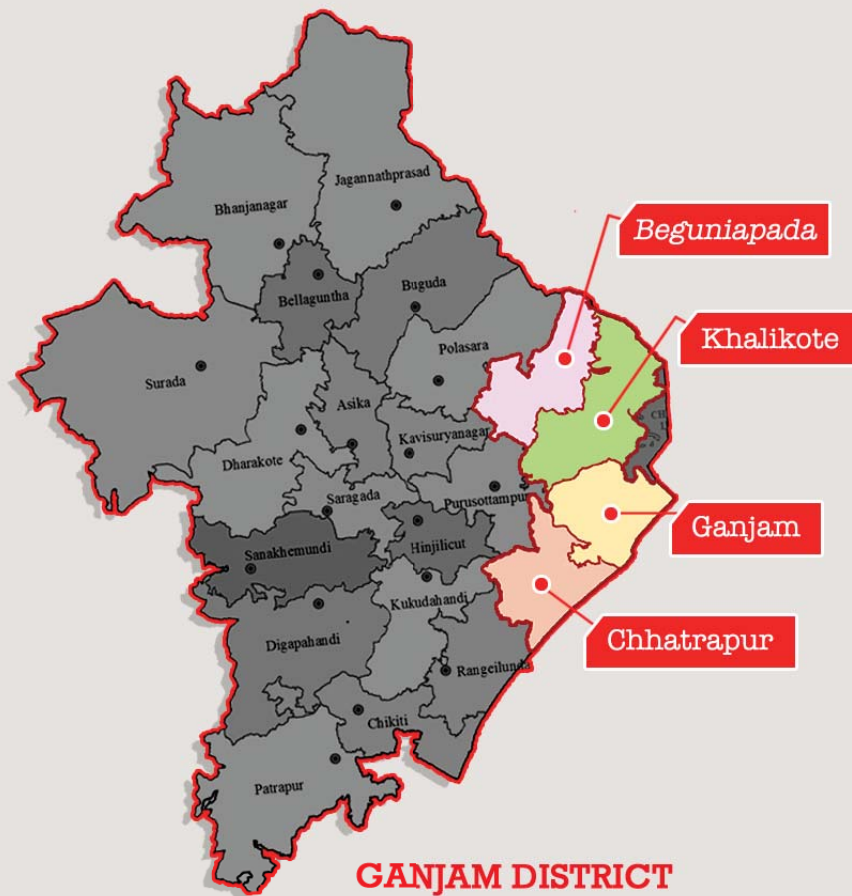 Jagannathprasad
Bhanjanagar
Beguniapada
Bellaguntha
Buguda
Khalikote
Polasara
Surada
Asika
Kavisuryanagar
Dharakote
Saragada
Purusottampur
Ganjam
Sanakhemundi
Hinjilicut
Kukudahandi
Digapahandi
Chhatrapur
Rangeilunda
Chikiti
Patrapur
GANJAM DISTRICT